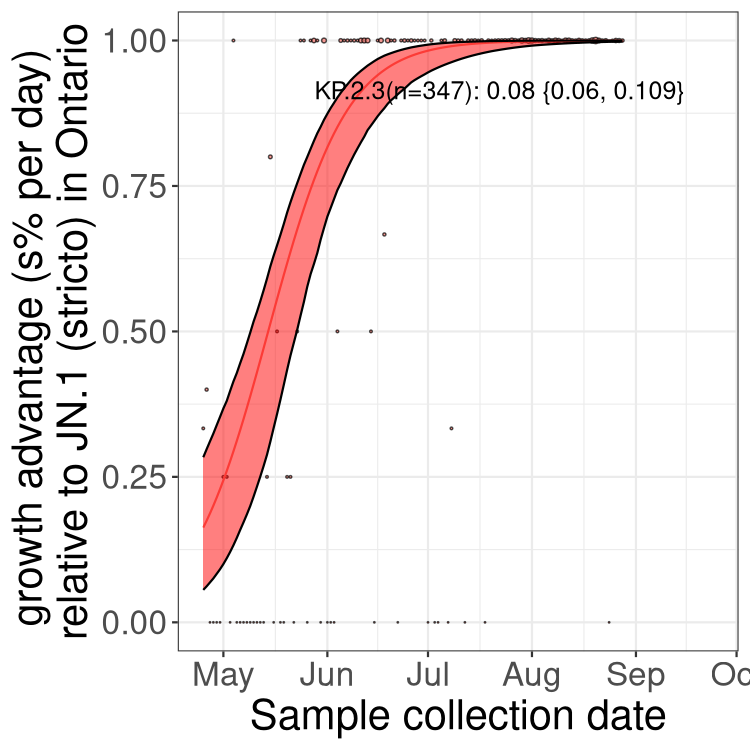 growth advantage (s% per day)
relative to JN.1 (stricto) in Ontario
1.00
0.75
0.50
0.25
0.00
KP.2.3(n=347): 0.08 {0.06, 0.109}
May Jun Jul Aug Sep Oc
Sample collection date